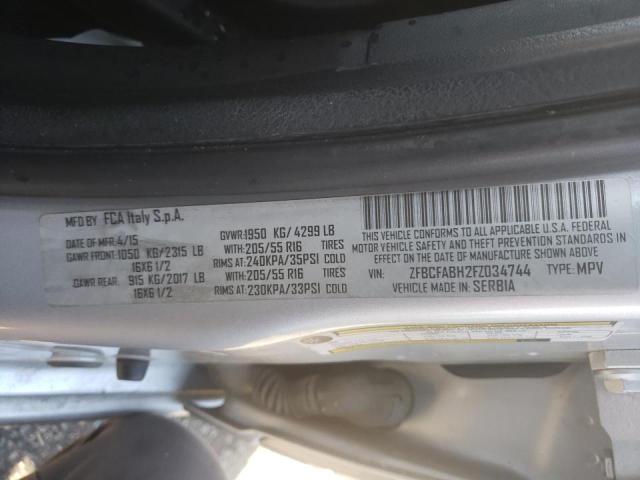 MFD BY FCA Italy S.p.A.
DATE OF MFR: 4/15 GVWR: 1950 KG/ 4299 LB
GAWR FRONT: 1050 KG/2315 LB WITH: 205/55 R16 TIRES
16X6 1/2 RIMS AT: 240KPA/35PSI COLD
GAWR REAR: 915 KG/2017 LB WITH: 205/55 R16 TIRES
16X6 1/2 RIMS AT: 230KPA/33PSI COLD
THIS VEHICLE CONFORMS TO ALL APPLICABLE U.S.A. FEDERAL
MOTOR VEHICLE SAFETY, BUMPER, AND THEFT PREVENTION STANDARDS IN
EFFECT ON THE DATE OF MANUFACTURE SHOWN ABOVE.
VIN: ZFBCFABH2FZ034744 TYPE: MPV
VEHICLE MADE IN: SERBIA